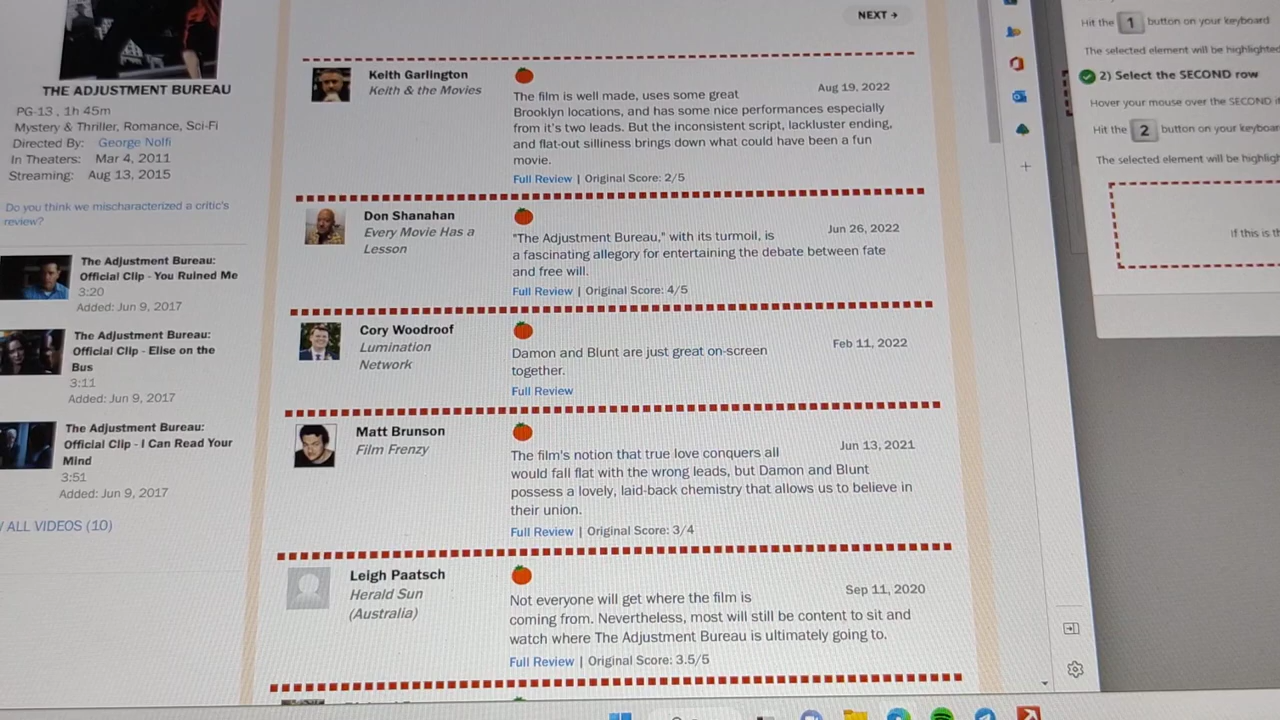 NEXT →
THE ADJUSTMENT BUREAU
PG-13 , 1h 45m
Mystery & Thriller, Romance, Sci-Fi
Directed By: George Nolfi
In Theaters: Mar 4, 2011
Streaming: Aug 13, 2015
Do you think we mischaracterized a critic's
review?
The Adjustment Bureau:
Official Clip - You Ruined Me
3:20
Added: Jun 9, 2017
The Adjustment Bureau:
Official Clip - Elise on the
Bus
3:11
Added: Jun 9, 2017
The Adjustment Bureau:
Official Clip - I Can Read Your
Mind
3:51
Added: Jun 9, 2017
ALL VIDEOS (10)
Keith Garlington
Keith & the Movies
Aug 19, 2022
The film is well made, uses some great
Brooklyn locations, and has some nice performances especially
from it's two leads. But the inconsistent script, lackluster ending,
and flat-out silliness brings down what could have been a fun
movie.
Full Review | Original Score: 2/5
Don Shanahan
Every Movie Has a
Lesson
Jun 26, 2022
"The Adjustment Bureau," with its turmoil, is
a fascinating allegory for entertaining the debate between fate
and free will.
Full Review | Original Score: 4/5
Cory Woodroof
Lumination
Network
Feb 11, 2022
Damon and Blunt are just great on-screen
together.
Full Review
Matt Brunson
Film Frenzy
Jun 13, 2021
The film's notion that true love conquers all
would fall flat with the wrong leads, but Damon and Blunt
possess a lovely, laid-back chemistry that allows us to believe in
their union.
Full Review | Original Score: 3/4
Leigh Paatsch
Herald Sun
(Australia)
Sep 11, 2020
Not everyone will get where the film is
coming from. Nevertheless, most will still be content to sit and
watch where The Adjustment Bureau is ultimately going to.
Full Review | Original Score: 3.5/5
Hit the 1 button on your keyboard
The selected element will be highlighted
2) Select the SECOND row
Hover your mouse over the SECOND
Hit the 2 button on your
The selected element will be
If this is